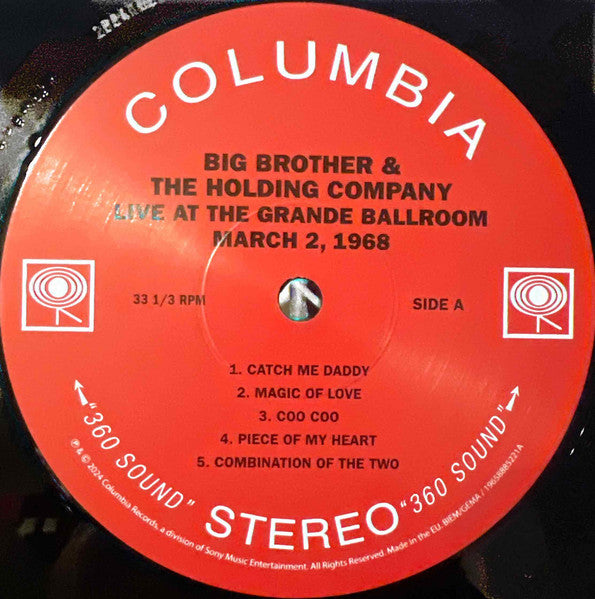 COLUMBIA
BIG BROTHER &
THE HOLDING COMPANY
LIVE AT THE GRANDE BALLROOM
MARCH 2, 1968
33 1/3 RPM
SIDE A
1. CATCH ME DADDY
2. MAGIC OF LOVE
3. COO COO
4. PIECE OF MY HEART
5. COMBINATION OF THE TWO
"360 SOUND" STEREO "360 SOUND"
℗ & © 2024 Columbia Records, a division of Sony Music Entertainment. All Rights Reserved. Made in the EU. BIEM/GEMA / 19658885221A